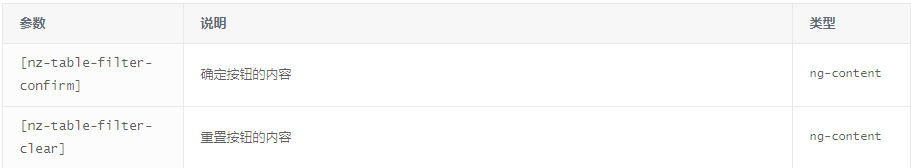 参数 说明 类型
[nz-table-filter-
confirm] 确定按钮的内容 ng-content
[nz-table-filter-
clear] 重置按钮的内容 ng-content